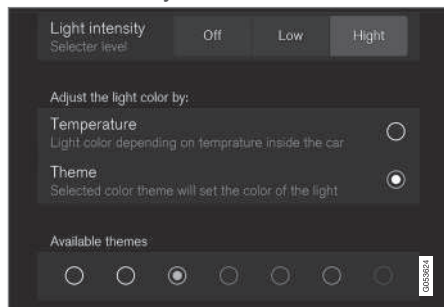 Light intensity
Selecter level
Off
Low
Hight
Adjust the light color by:
Temperature
Light color depending on temprature inside the car
Theme
Selected color theme will set the color of the light
Available themes
G053624